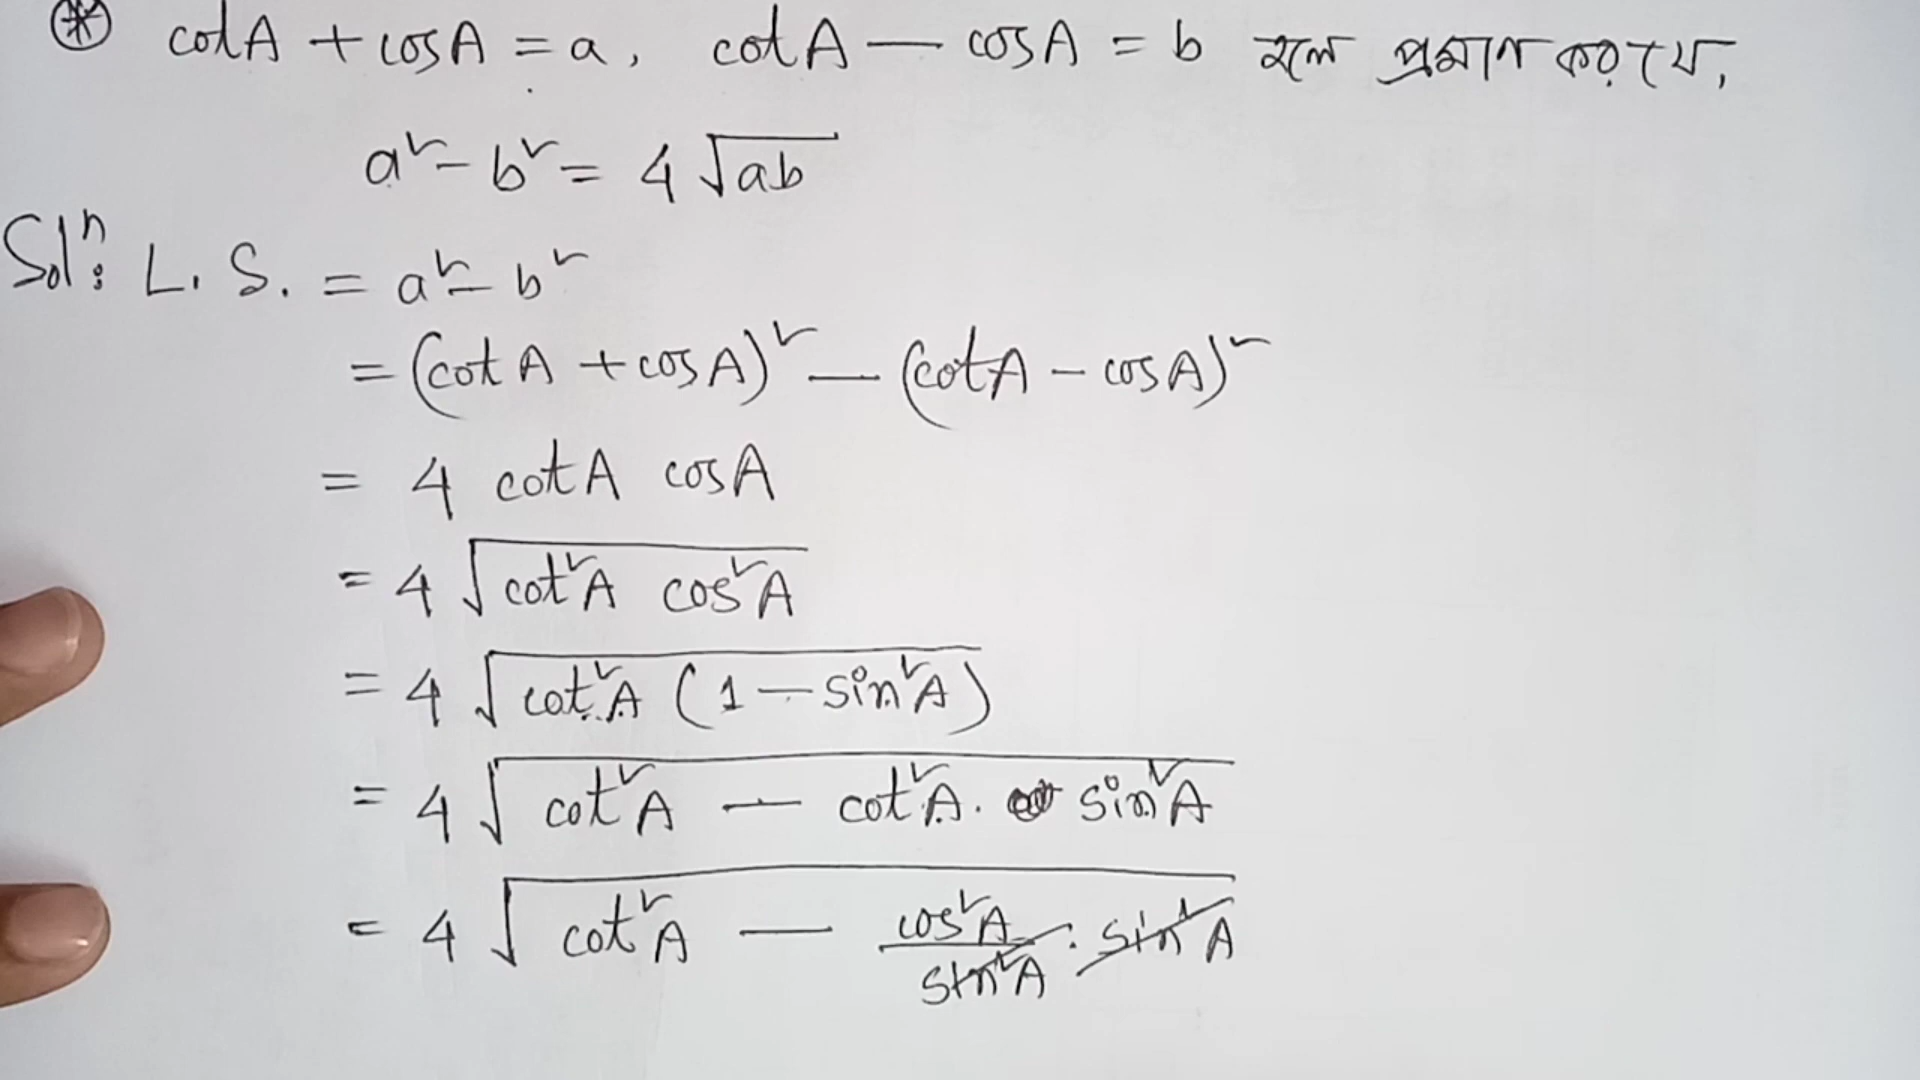 ⊛ cotA + cosA = a, cotA — cosA = b হলে প্রমাণ কর যে,
a² - b² = 4 √ab
Solⁿ: L. S. = a² - b²
= (cotA + cosA)² — (cotA - cosA)²
= 4 cotA cosA
= 4 √cot²A cos²A
= 4 √cot²A (1 - sin²A)
= 4 √cot²A — cot²A. sin²A
= 4 √cot²A — cos²A/sin²A · sin²A